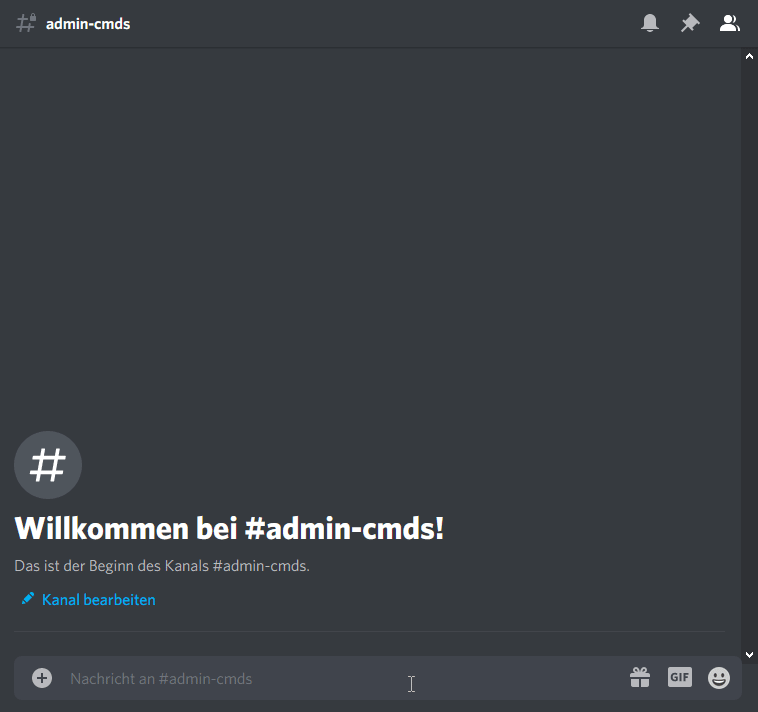 admin-cmds
Willkommen bei #admin-cmds!
Das ist der Beginn des Kanals #admin-cmds.
Kanal bearbeiten
Nachricht an #admin-cmds
GIF